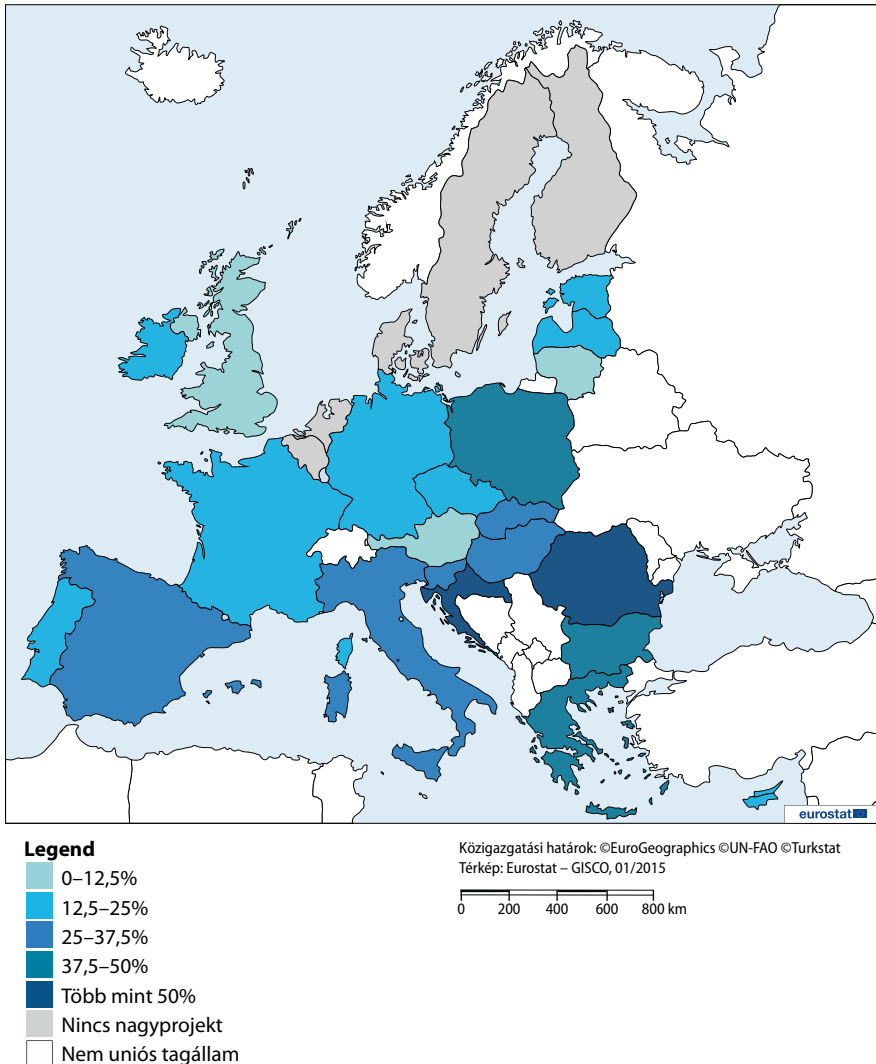 eurostat
Legend
0–12,5%
12,5–25%
25–37,5%
37,5–50%
Több mint 50%
Nincs nagyprojekt
Nem uniós tagállam
Közigazgatási határok: ©EuroGeographics ©UN-FAO ©Turkstat
Térkép: Eurostat – GISCO, 01/2015
0 200 400 600 800 km